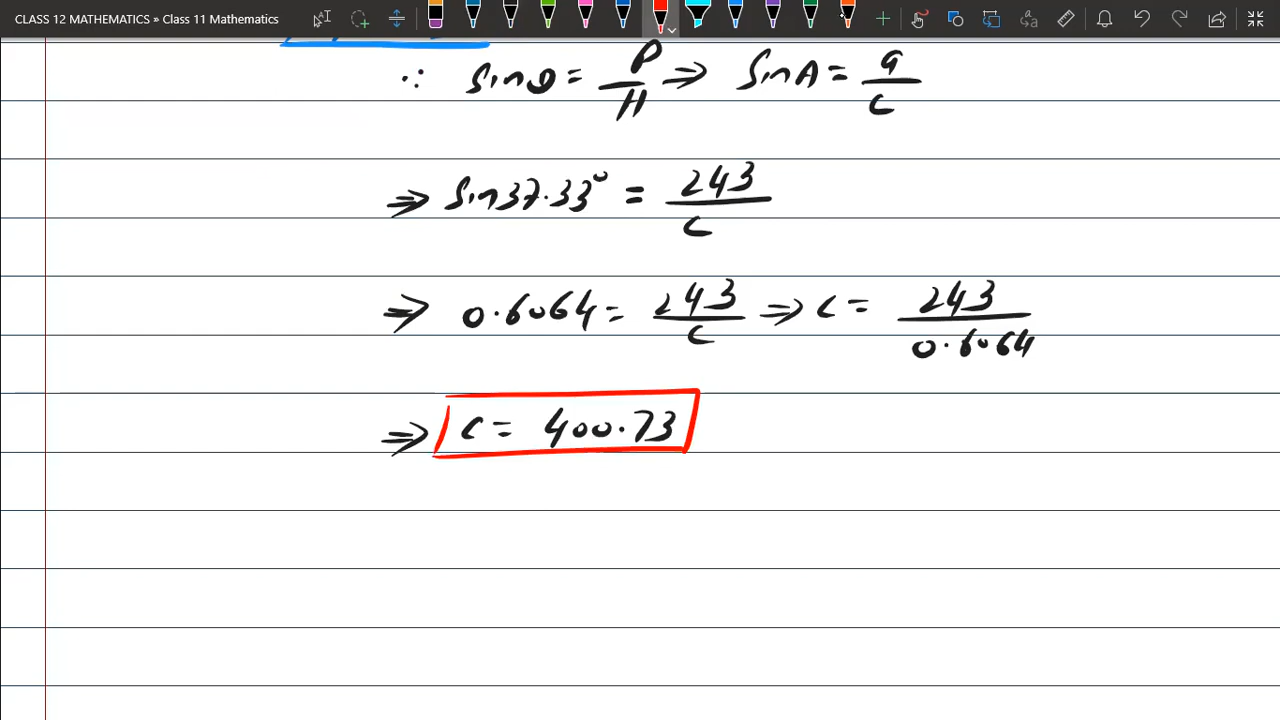 CLASS 12 MATHEMATICS » Class 11 Mathematics
∵ sinθ = P/H ⇒ sinA = a/c
⇒ sin37.33° = 243/c
⇒ 0.6064 = 243/c ⇒ c = 243/0.6064
⇒ c = 400.73